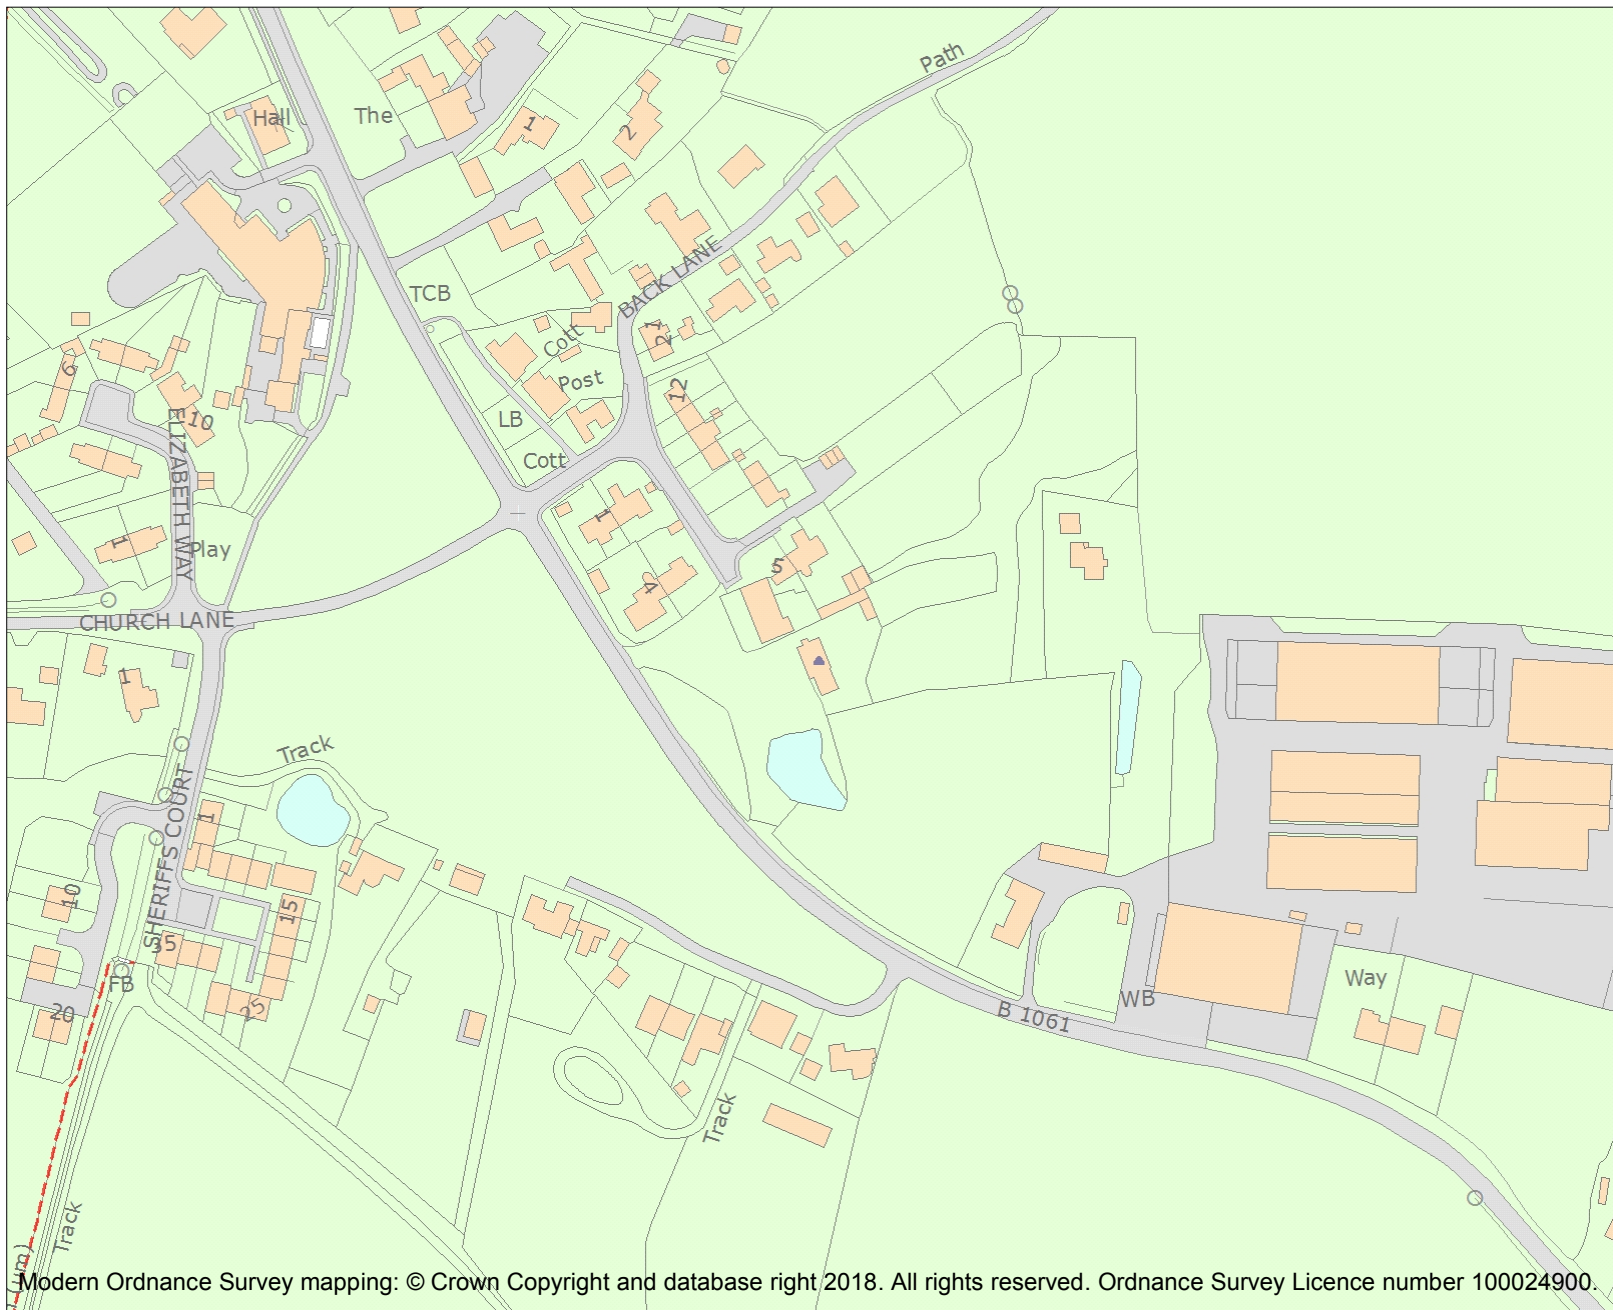 Path
Hall
The
1
2
TCB
BACK LANE
Cott
1
2
6
Post
12
10
LB
ELIZABETH WAY
Cott
1
1
Play
5
4
CHURCH LANE
1
Track
SHERIFFS COURT
1
10
15
35
FB
20
25
WB
Way
B 1061
Track
Track
um)
Modern Ordnance Survey mapping: © Crown Copyright and database right 2018. All rights reserved. Ordnance Survey Licence number 100024900.